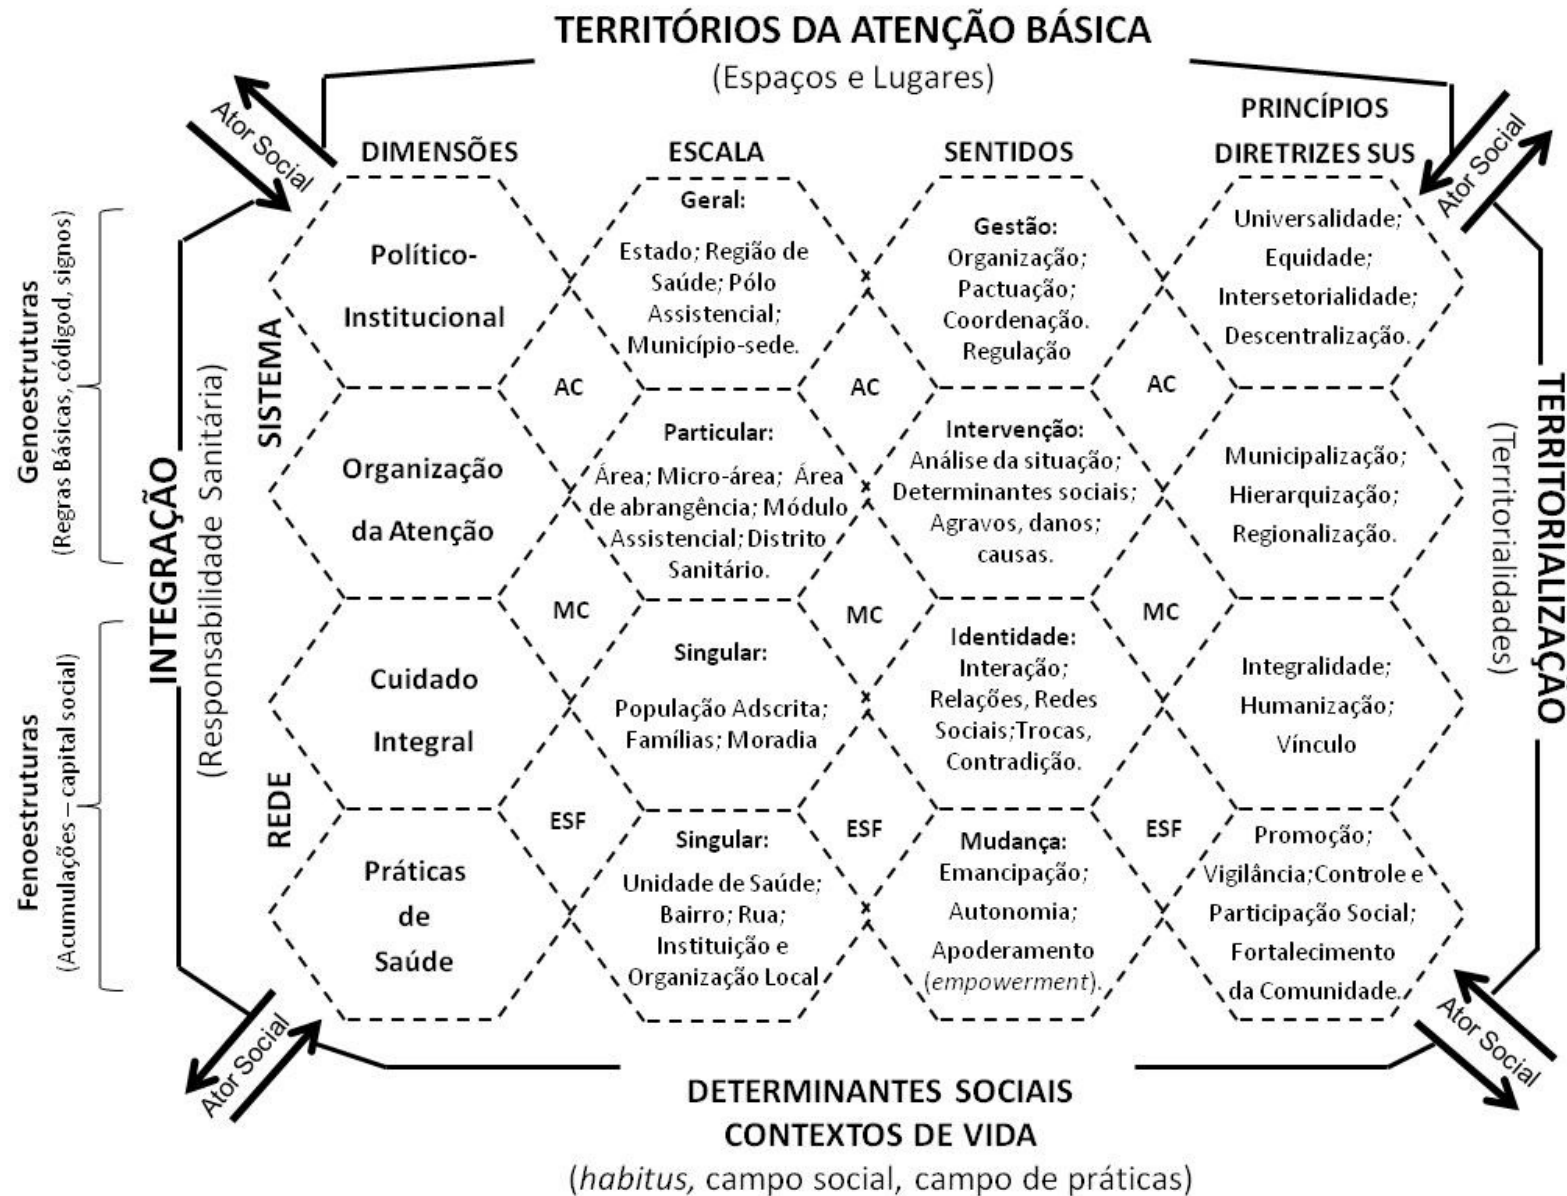 TERRITÓRIOS DA ATENÇÃO BÁSICA
(Espaços e Lugares)
Ator Social
Ator Social
DIMENSÕES
ESCALA
SENTIDOS
PRINCÍPIOS
DIRETRIZES SUS
Genoestruturas
(Regras Básicas, códigod, signos)
Fenoestruturas
(Acumulações – capital social)
INTEGRAÇÃO
(Responsabilidade Sanitária)
SISTEMA
REDE
Político-
Institucional
Geral:
Estado; Região de
Saúde; Pólo
Assistencial;
Município-sede.
Gestão:
Organização;
Pactuação;
Coordenação.
Regulação
Universalidade;
Equidade;
Intersetorialidade;
Descentralização.
AC
AC
AC
Organização
da Atenção
Particular:
Área; Micro-área; Área
de abrangência; Módulo
Assistencial; Distrito
Sanitário.
Intervenção:
Análise da situação;
Determinantes sociais;
Agravos, danos;
causas.
Municipalização;
Hierarquização;
Regionalização.
MC
MC
MC
Cuidado
Integral
Singular:
População Adscrita;
Famílias; Moradia
Identidade:
Interação;
Relações, Redes
Sociais;Trocas,
Contradição.
Integralidade;
Humanização;
Vínculo
ESF
ESF
ESF
Práticas
de
Saúde
Singular:
Unidade de Saúde;
Bairro; Rua;
Instituição e
Organização Local
Mudança:
Emancipação;
Autonomia;
Apoderamento
(empowerment).
Promoção;
Vigilância;Controle e
Participação Social;
Fortalecimento
da Comunidade.
TERRITORIALIZAÇÃO
(Territorialidades)
Ator Social
Ator Social
DETERMINANTES SOCIAIS
CONTEXTOS DE VIDA
(habitus, campo social, campo de práticas)